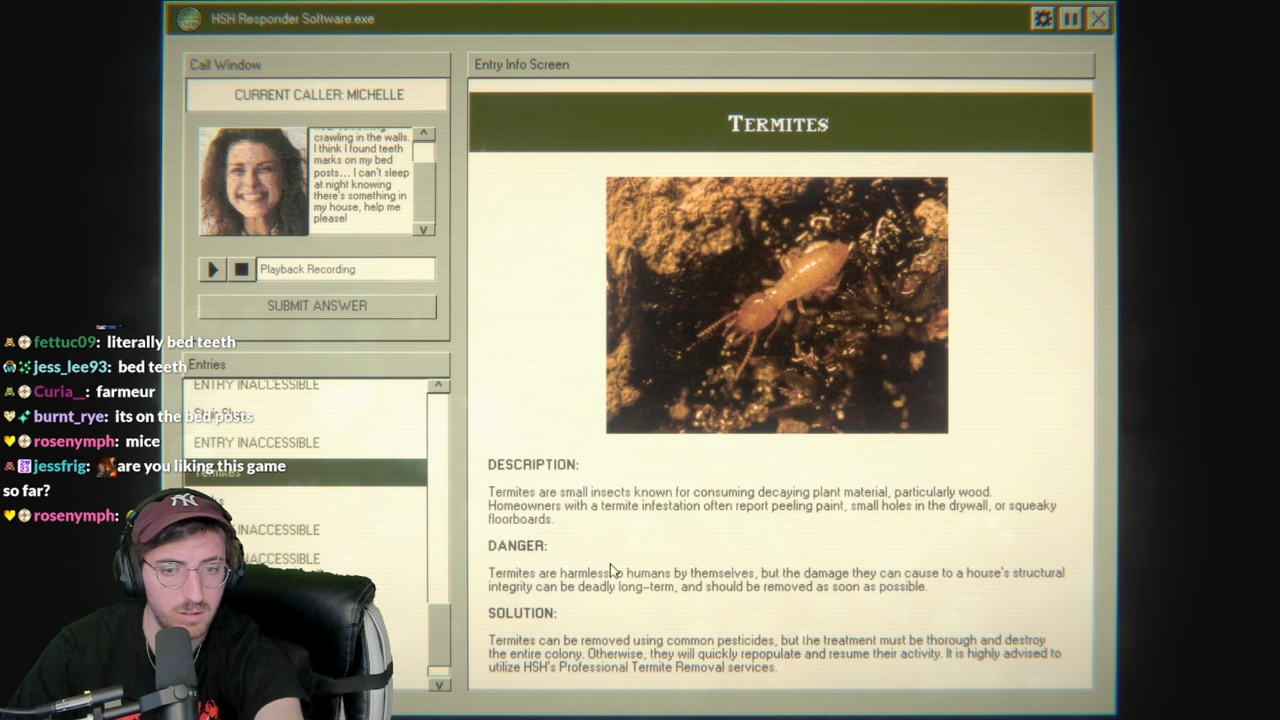 HSH Responder Software.exe
Call Window
CURRENT CALLER: MICHELLE
crawling in the walls.
I think I found teeth
marks on my bed
posts... I can't sleep
at night knowing
there's something in
my house, help me
please!
Playback Recording
SUBMIT ANSWER
Entries
ENTRY INACCESSIBLE
ENTRY INACCESSIBLE
Termites
INACCESSIBLE
INACCESSIBLE
fettuc09: literally bed teeth
jess_lee93: bed teeth
Curia__: farmeur
burnt_rye: its on the bed posts
rosenymph: mice
jessfrig: are you liking this game
so far?
rosenymph:
Entry Info Screen
TERMITES
DESCRIPTION:
Termites are small insects known for consuming decaying plant material, particularly wood.
Homeowners with a termite infestation often report peeling paint, small holes in the drywall, or squeaky
floorboards.
DANGER:
Termites are harmless to humans by themselves, but the damage they can cause to a house's structural
integrity can be deadly long-term, and should be removed as soon as possible.
SOLUTION:
Termites can be removed using common pesticides, but the treatment must be thorough and destroy
the entire colony. Otherwise, they will quickly repopulate and resume their activity. It is highly advised to
utilize HSH's Professional Termite Removal services.